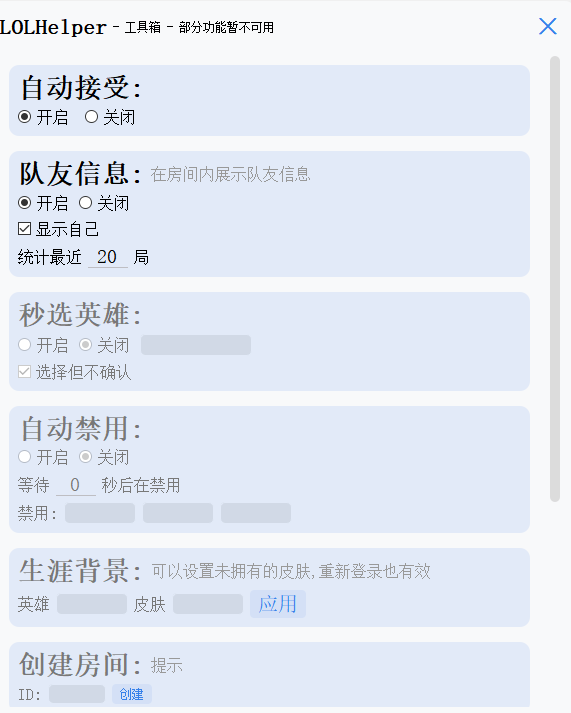 LOLHelper - 工具箱 - 部分功能暂不可用
自动接受:
开启 关闭
队友信息: 在房间内展示队友信息
开启 关闭
显示自己
统计最近 20 局
秒选英雄:
开启 关闭
选择但不确认
自动禁用:
开启 关闭
等待 0 秒后在禁用
禁用:
生涯背景: 可以设置未拥有的皮肤,重新登录也有效
英雄 皮肤 应用
创建房间: 提示
ID: 创建